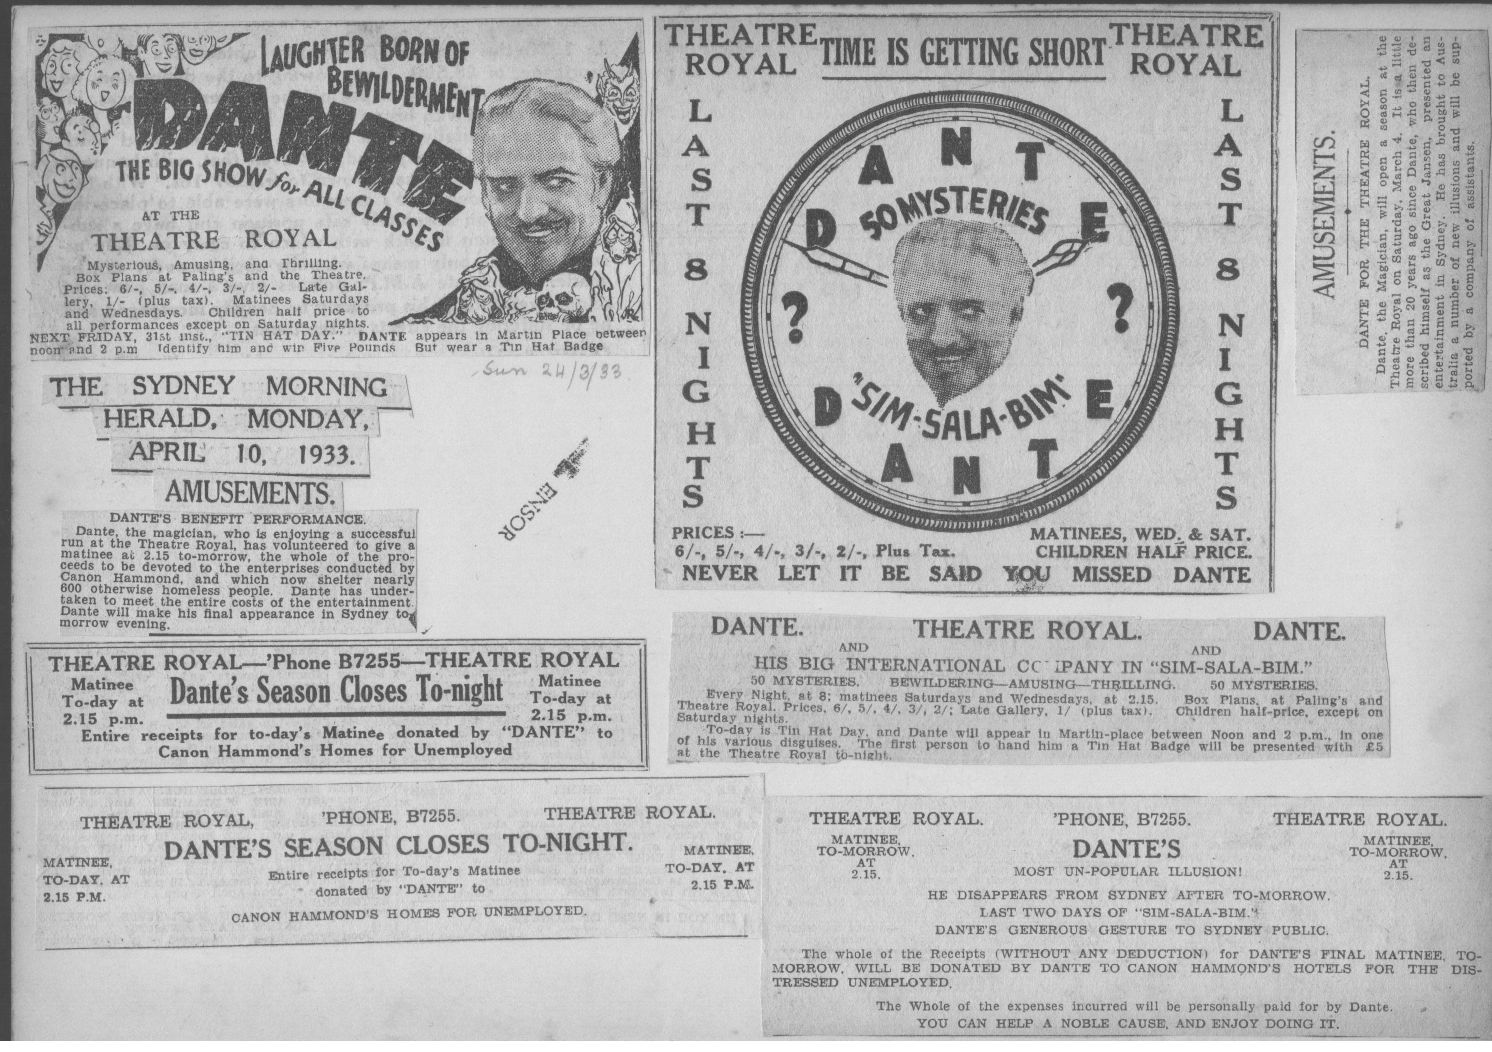 LAUGHTER BORN OF
BEWILDERMENT
DANTE
THE BIG SHOW for ALL CLASSES
AT THE
THEATRE ROYAL
Mysterious, Amusing, and Thrilling.
Box Plans at Paling's and the Theatre.
Prices: 6/-, 5/-, 4/-, 3/-, 2/- Late Gal-
lery, 1/- (plus tax). Matinees Saturdays
and Wednesdays. Children half price to
all performances except on Saturday nights.
NEXT FRIDAY, 31st inst., "TIN HAT DAY." DANTE appears in Martin Place between
noon and 2 p.m Identify him and win Five Pounds But wear a Tin Hat Badge
Sun 24/3/33
THE SYDNEY MORNING
HERALD, MONDAY,
APRIL 10, 1933.
AMUSEMENTS.
DANTE'S BENEFIT PERFORMANCE.
Dante, the magician, who is enjoying a successful
run at the Theatre Royal, has volunteered to give a
matinee at 2.15 to-morrow, the whole of the pro-
ceeds to be devoted to the enterprises conducted by
Canon Hammond, and which now shelter nearly
600 otherwise homeless people. Dante has under-
taken to meet the entire costs of the entertainment.
Dante will make his final appearance in Sydney to-
morrow evening.
ENSOR
THEATRE ROYAL—'Phone B7255—THEATRE ROYAL
Matinee
To-day at
2.15 p.m.
Dante's Season Closes To-night
Matinee
To-day at
2.15 p.m.
Entire receipts for to-day's Matinee donated by "DANTE" to
Canon Hammond's Homes for Unemployed
THEATRE ROYAL, 'PHONE, B7255. THEATRE ROYAL.
DANTE'S SEASON CLOSES TO-NIGHT.
MATINEE,
TO-DAY, AT
2.15 P.M.
Entire receipts for To-day's Matinee
donated by "DANTE" to
MATINEE,
TO-DAY, AT
2.15 P.M.
CANON HAMMOND'S HOMES FOR UNEMPLOYED.
THEATRE
ROYAL
TIME IS GETTING SHORT
THEATRE
ROYAL
LAST 8 NIGHTS
DANTE
50 MYSTERIES
? ?
"SIM-SALA-BIM"
DANTE
LAST 8 NIGHTS
PRICES :—
6/-, 5/-, 4/-, 3/-, 2/-, Plus Tax.
MATINEES, WED. & SAT.
CHILDREN HALF PRICE.
NEVER LET IT BE SAID YOU MISSED DANTE
DANTE. THEATRE ROYAL. DANTE.
AND AND
HIS BIG INTERNATIONAL IN "SIM-SALA-BIM."
50 MYSTERIES. BEWILDERING—AMUSING—THRILLING. 50 MYSTERIES.
Every Night, at 8; matinees Saturdays and Wednesdays, at 2.15. Box Plans, at Paling's and
Theatre Royal. Prices, 6/, 5/, 4/, 3/, 2/; Late Gallery, 1/ (plus tax). Children half-price, except on
Saturday nights.
To-day is Tin Hat Day, and Dante will appear in Martin-place between Noon and 2 p.m., in one
of his various disguises. The first person to hand him a Tin Hat Badge will be presented with £5
at the Theatre Royal to-night.
THEATRE ROYAL. 'PHONE, B7255. THEATRE ROYAL.
MATINEE,
TO-MORROW,
AT
2.15.
DANTE'S
MOST UN-POPULAR ILLUSION!
MATINEE,
TO-MORROW,
AT
2.15.
HE DISAPPEARS FROM SYDNEY AFTER TO-MORROW.
LAST TWO DAYS OF "SIM-SALA-BIM."
DANTE'S GENEROUS GESTURE TO SYDNEY PUBLIC.
The whole of the Receipts (WITHOUT ANY DEDUCTION) for DANTE'S FINAL MATINEE, TO-
MORROW, WILL BE DONATED BY DANTE TO CANON HAMMOND'S HOTELS FOR THE DIS-
TRESSED UNEMPLOYED.
The Whole of the expenses incurred will be personally paid for by Dante.
YOU CAN HELP A NOBLE CAUSE, AND ENJOY DOING IT.
AMUSEMENTS.
DANTE FOR THE THEATRE ROYAL.
Dante, the Magician, will open a season at the
Theatre Royal on Saturday, March 4. It is a little
more than 20 years ago since Dante, who then de-
scribed himself as the Great Jansen, presented an
entertainment in Sydney. He has brought to Aus-
tralia a number of new illusions and will be sup-
ported by a company of assistants.